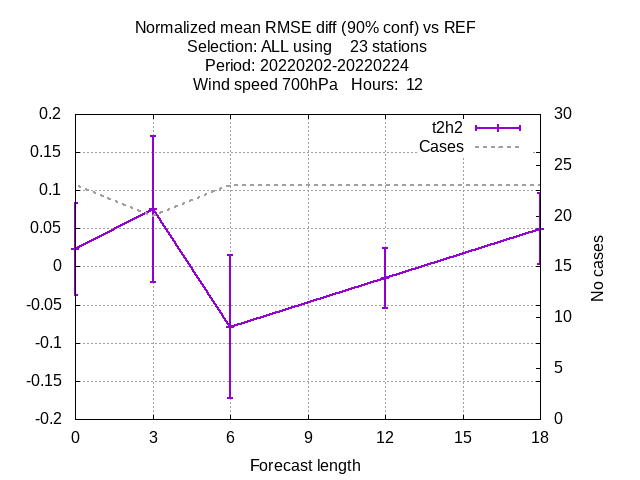 Normalized mean RMSE diff (90% conf) vs REF
Selection: ALL using    23 stations
Period: 20220202-20220224
Wind speed 700hPa   Hours:  12
t2h2
Cases
0.2
0.15
0.1
0.05
0
-0.05
-0.1
-0.15
-0.2
30
25
20
15
10
5
0
No cases
0 3 6 9 12 15 18
Forecast length